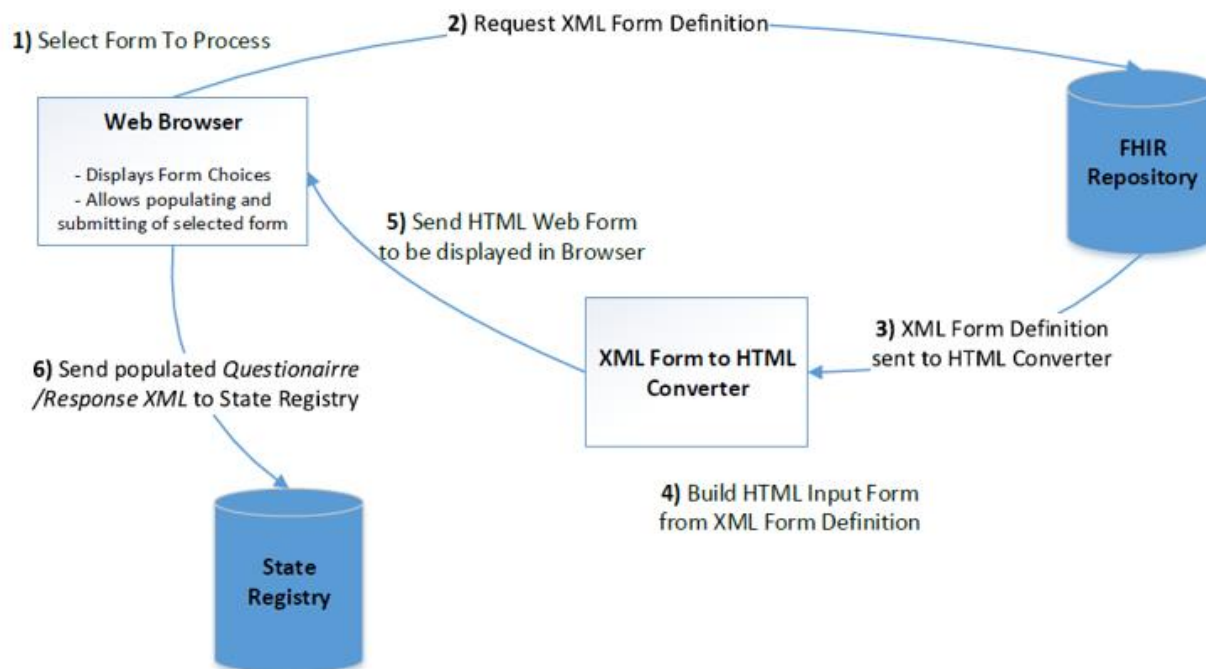 1) Select Form To Process
2) Request XML Form Definition
Web Browser
- Displays Form Choices
- Allows populating and
submitting of selected form
FHIR
Repository
5) Send HTML Web Form
to be displayed in Browser
3) XML Form Definition
sent to HTML Converter
XML Form to HTML
Converter
6) Send populated Questionairre
/Response XML to State Registry
4) Build HTML Input Form
from XML Form Definition
State
Registry